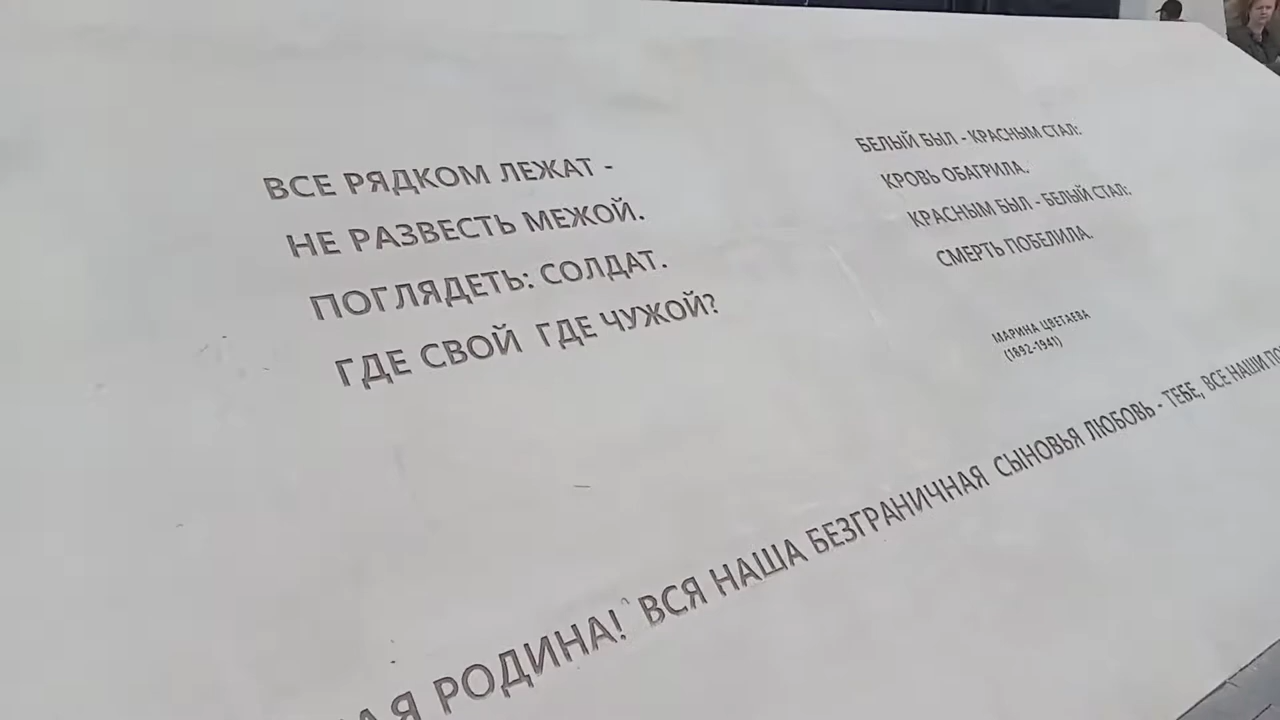 ВСЕ РЯДКОМ ЛЕЖАТ -
НЕ РАЗВЕСТЬ МЕЖОЙ.
ПОГЛЯДЕТЬ: СОЛДАТ.
ГДЕ СВОЙ ГДЕ ЧУЖОЙ?
БЕЛЫЙ БЫЛ - КРАСНЫМ СТАЛ:
КРОВЬ ОБАГРИЛА.
КРАСНЫМ БЫЛ - БЕЛЫЙ СТАЛ:
СМЕРТЬ ПОБЕЛИЛА.
МАРИНА ЦВЕТАЕВА
(1892-1941)
РОДИНА! ВСЯ НАША БЕЗГРАНИЧНАЯ СЫНОВЬЯ ЛЮБОВЬ - ТЕБЕ, ВСЕ НАШИ